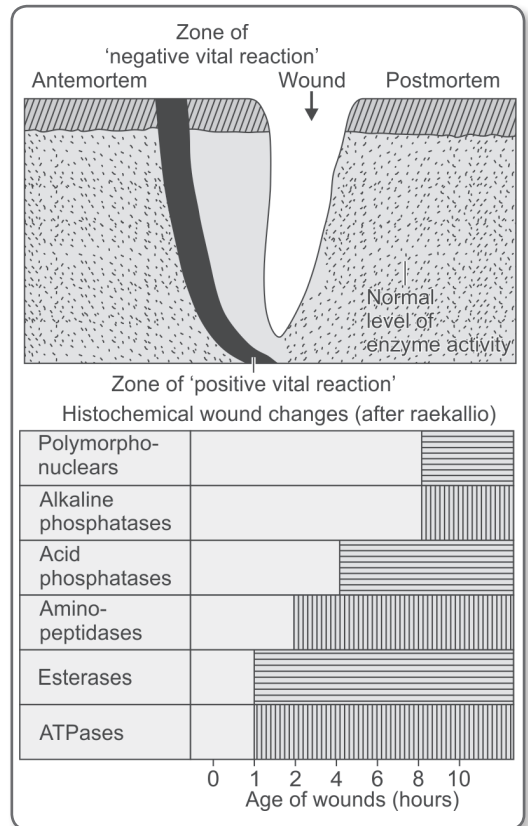 Zone of
‘negative vital reaction’
Antemortem Wound Postmortem
Normal
level of
enzyme activity
Zone of ‘positive vital reaction’
Histochemical wound changes (after raekallio)
Polymorpho-
nuclears
Alkaline
phosphatases
Acid
phosphatases
Amino-
peptidases
Esterases
ATPases
0 1 2 4 6 8 10
Age of wounds (hours)